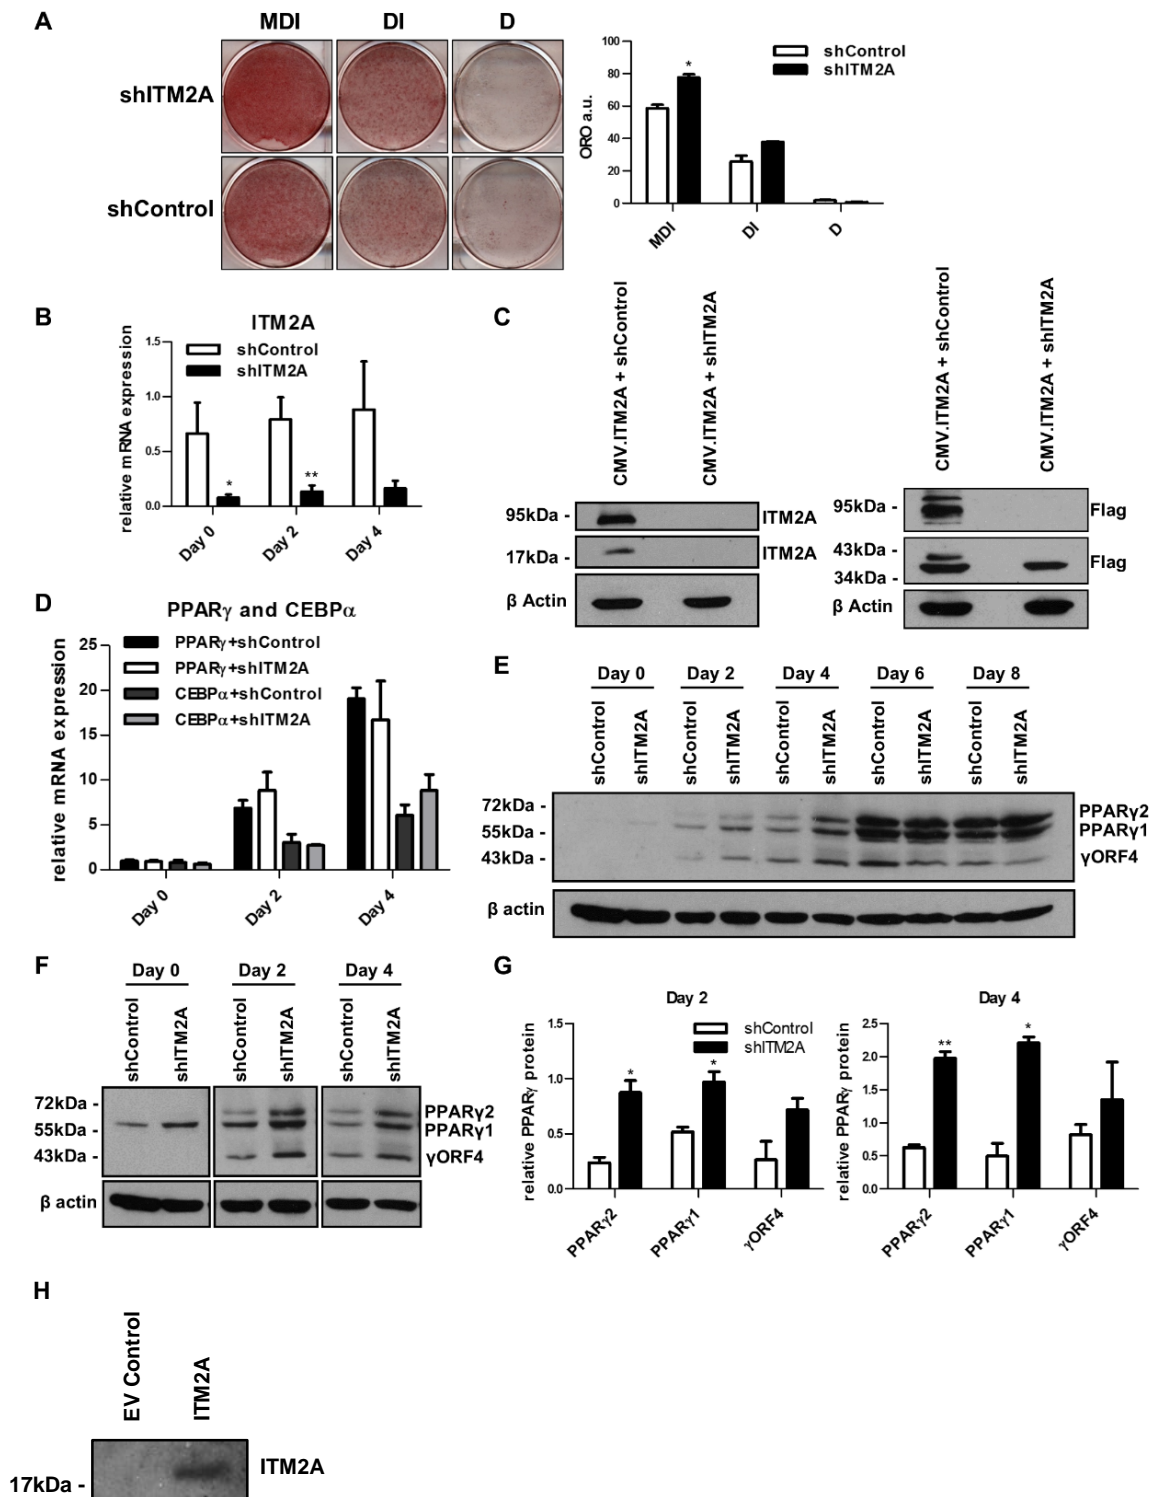 A
MDI DI D
shITM2A
shControl
100
80
60
40
20
0
ORO a.u.
shControl
shITM2A
*
MDI DI D
B
ITM2A
shControl
shITM2A
relative mRNA expression
1.5
1.0
0.5
0.0
* **
Day 0 Day 2 Day 4
C
CMV.ITM2A + shControl
CMV.ITM2A + shITM2A
95kDa - ITM2A
17kDa - ITM2A
β Actin
CMV.ITM2A + shControl
CMV.ITM2A + shITM2A
95kDa - Flag
43kDa -
34kDa - Flag
β Actin
D
PPARγ and CEBPα
PPARγ+shControl
PPARγ+shITM2A
CEBPα+shControl
CEBPα+shITM2A
relative mRNA expression
25
20
15
10
5
0
Day 0 Day 2 Day 4
E
Day 0 Day 2 Day 4 Day 6 Day 8
shControl shITM2A shControl shITM2A shControl shITM2A shControl shITM2A shControl shITM2A
72kDa - PPARγ2
55kDa - PPARγ1
43kDa - γORF4
β actin
F
Day 0 Day 2 Day 4
shControl shITM2A shControl shITM2A shControl shITM2A
72kDa - PPARγ2
55kDa - PPARγ1
43kDa - γORF4
β actin
G
Day 2
shControl
shITM2A
relative PPARγ protein
1.5
1.0
0.5
0.0
* *
PPARγ2 PPARγ1 γORF4
Day 4
relative PPARγ protein
2.5
2.0
1.5
1.0
0.5
0.0
** *
PPARγ2 PPARγ1 γORF4
H
EV Control
ITM2A
ITM2A
17kDa -